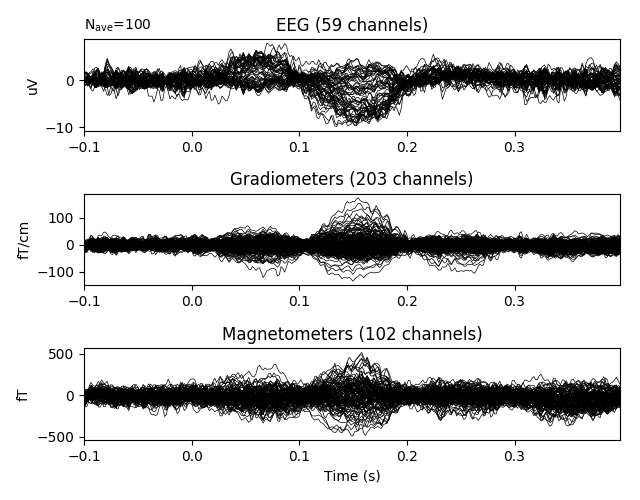 N_ave=100
EEG (59 channels)
uV
0
−10
−0.1 0.0 0.1 0.2 0.3
Gradiometers (203 channels)
fT/cm
100
0
−100
−0.1 0.0 0.1 0.2 0.3
Magnetometers (102 channels)
fT
500
0
−500
−0.1 0.0 0.1 0.2 0.3
Time (s)